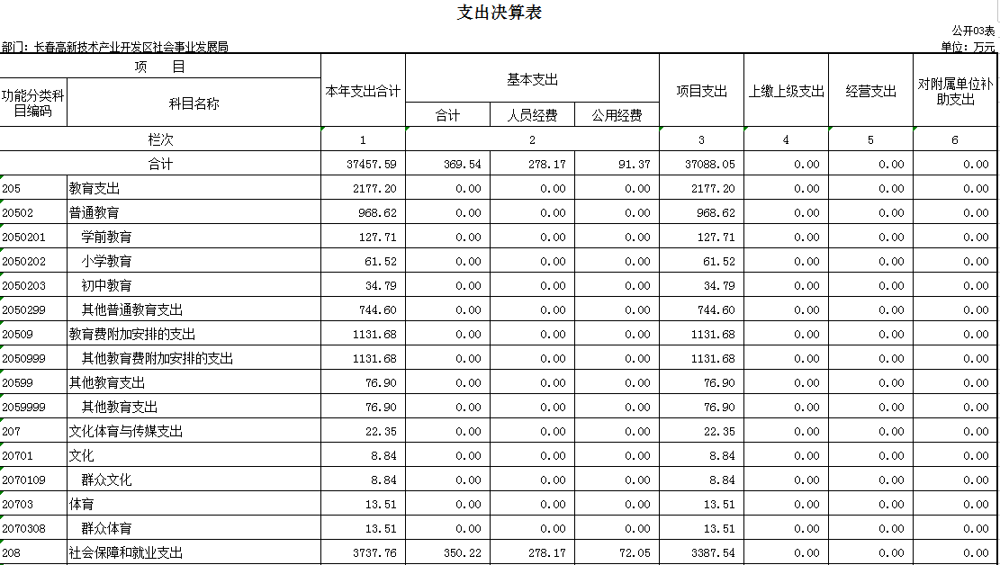 支出决算表
公开03表
部门：长春高新技术产业开发区社会事业发展局 单位：万元
项 目 本年支出合计 基本支出 项目支出 上缴上级支出 经营支出 对附属单位补助支出
功能分类科目编码 科目名称 合计 人员经费 公用经费
栏次 1 2 3 4 5 6
合计 37457.59 369.54 278.17 91.37 37088.05 0.00 0.00 0.00
205 教育支出 2177.20 0.00 0.00 0.00 2177.20 0.00 0.00 0.00
20502 普通教育 968.62 0.00 0.00 0.00 968.62 0.00 0.00 0.00
2050201 学前教育 127.71 0.00 0.00 0.00 127.71 0.00 0.00 0.00
2050202 小学教育 61.52 0.00 0.00 0.00 61.52 0.00 0.00 0.00
2050203 初中教育 34.79 0.00 0.00 0.00 34.79 0.00 0.00 0.00
2050299 其他普通教育支出 744.60 0.00 0.00 0.00 744.60 0.00 0.00 0.00
20509 教育费附加安排的支出 1131.68 0.00 0.00 0.00 1131.68 0.00 0.00 0.00
2050999 其他教育费附加安排的支出 1131.68 0.00 0.00 0.00 1131.68 0.00 0.00 0.00
20599 其他教育支出 76.90 0.00 0.00 0.00 76.90 0.00 0.00 0.00
2059999 其他教育支出 76.90 0.00 0.00 0.00 76.90 0.00 0.00 0.00
207 文化体育与传媒支出 22.35 0.00 0.00 0.00 22.35 0.00 0.00 0.00
20701 文化 8.84 0.00 0.00 0.00 8.84 0.00 0.00 0.00
2070109 群众文化 8.84 0.00 0.00 0.00 8.84 0.00 0.00 0.00
20703 体育 13.51 0.00 0.00 0.00 13.51 0.00 0.00 0.00
2070308 群众体育 13.51 0.00 0.00 0.00 13.51 0.00 0.00 0.00
208 社会保障和就业支出 3737.76 350.22 278.17 72.05 3387.54 0.00 0.00 0.00